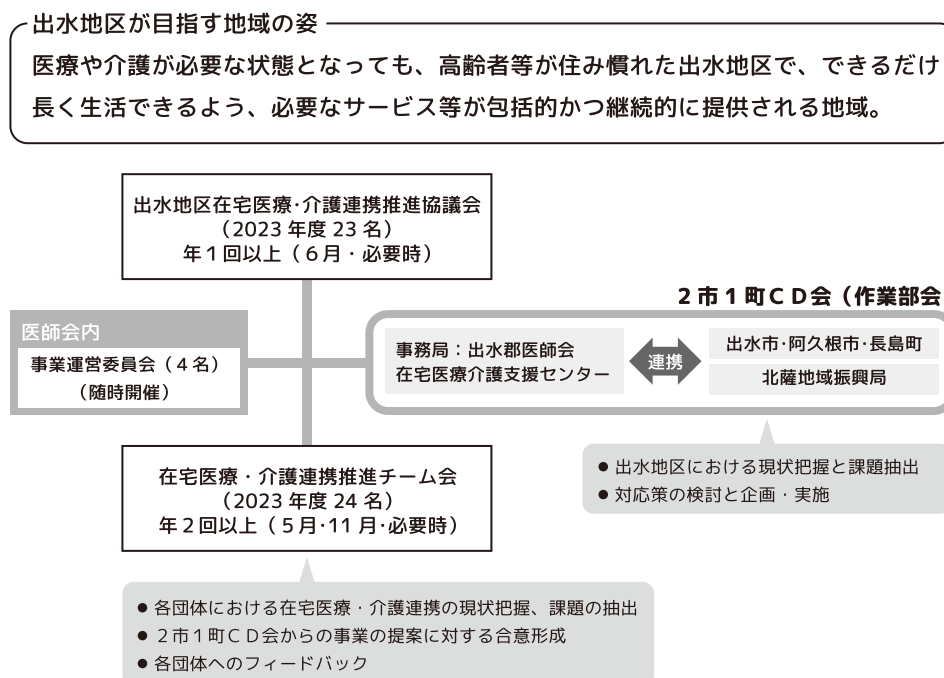 出水地区が目指す地域の姿
医療や介護が必要な状態となっても、高齢者等が住み慣れた出水地区で、できるだけ
長く生活できるよう、必要なサービス等が包括的かつ継続的に提供される地域。
出水地区在宅医療･介護連携推進協議会
（2023 年度 23 名）
年１回以上（６月・必要時）
２市１町ＣＤ会（作業部会
医師会内
事業運営委員会（４名）
（随時開催）
事務局：出水郡医師会
在宅医療介護支援センター
連携
出水市･阿久根市･長島町
北薩地域振興局
在宅医療・介護連携推進チーム会
（2023 年度 24 名）
年２回以上（５月･11 月･必要時）
● 出水地区における現状把握と課題抽出
● 対応策の検討と企画・実施
● 各団体における在宅医療・介護連携の現状把握、課題の抽出
● ２市１町ＣＤ会からの事業の提案に対する合意形成
● 各団体へのフィードバック